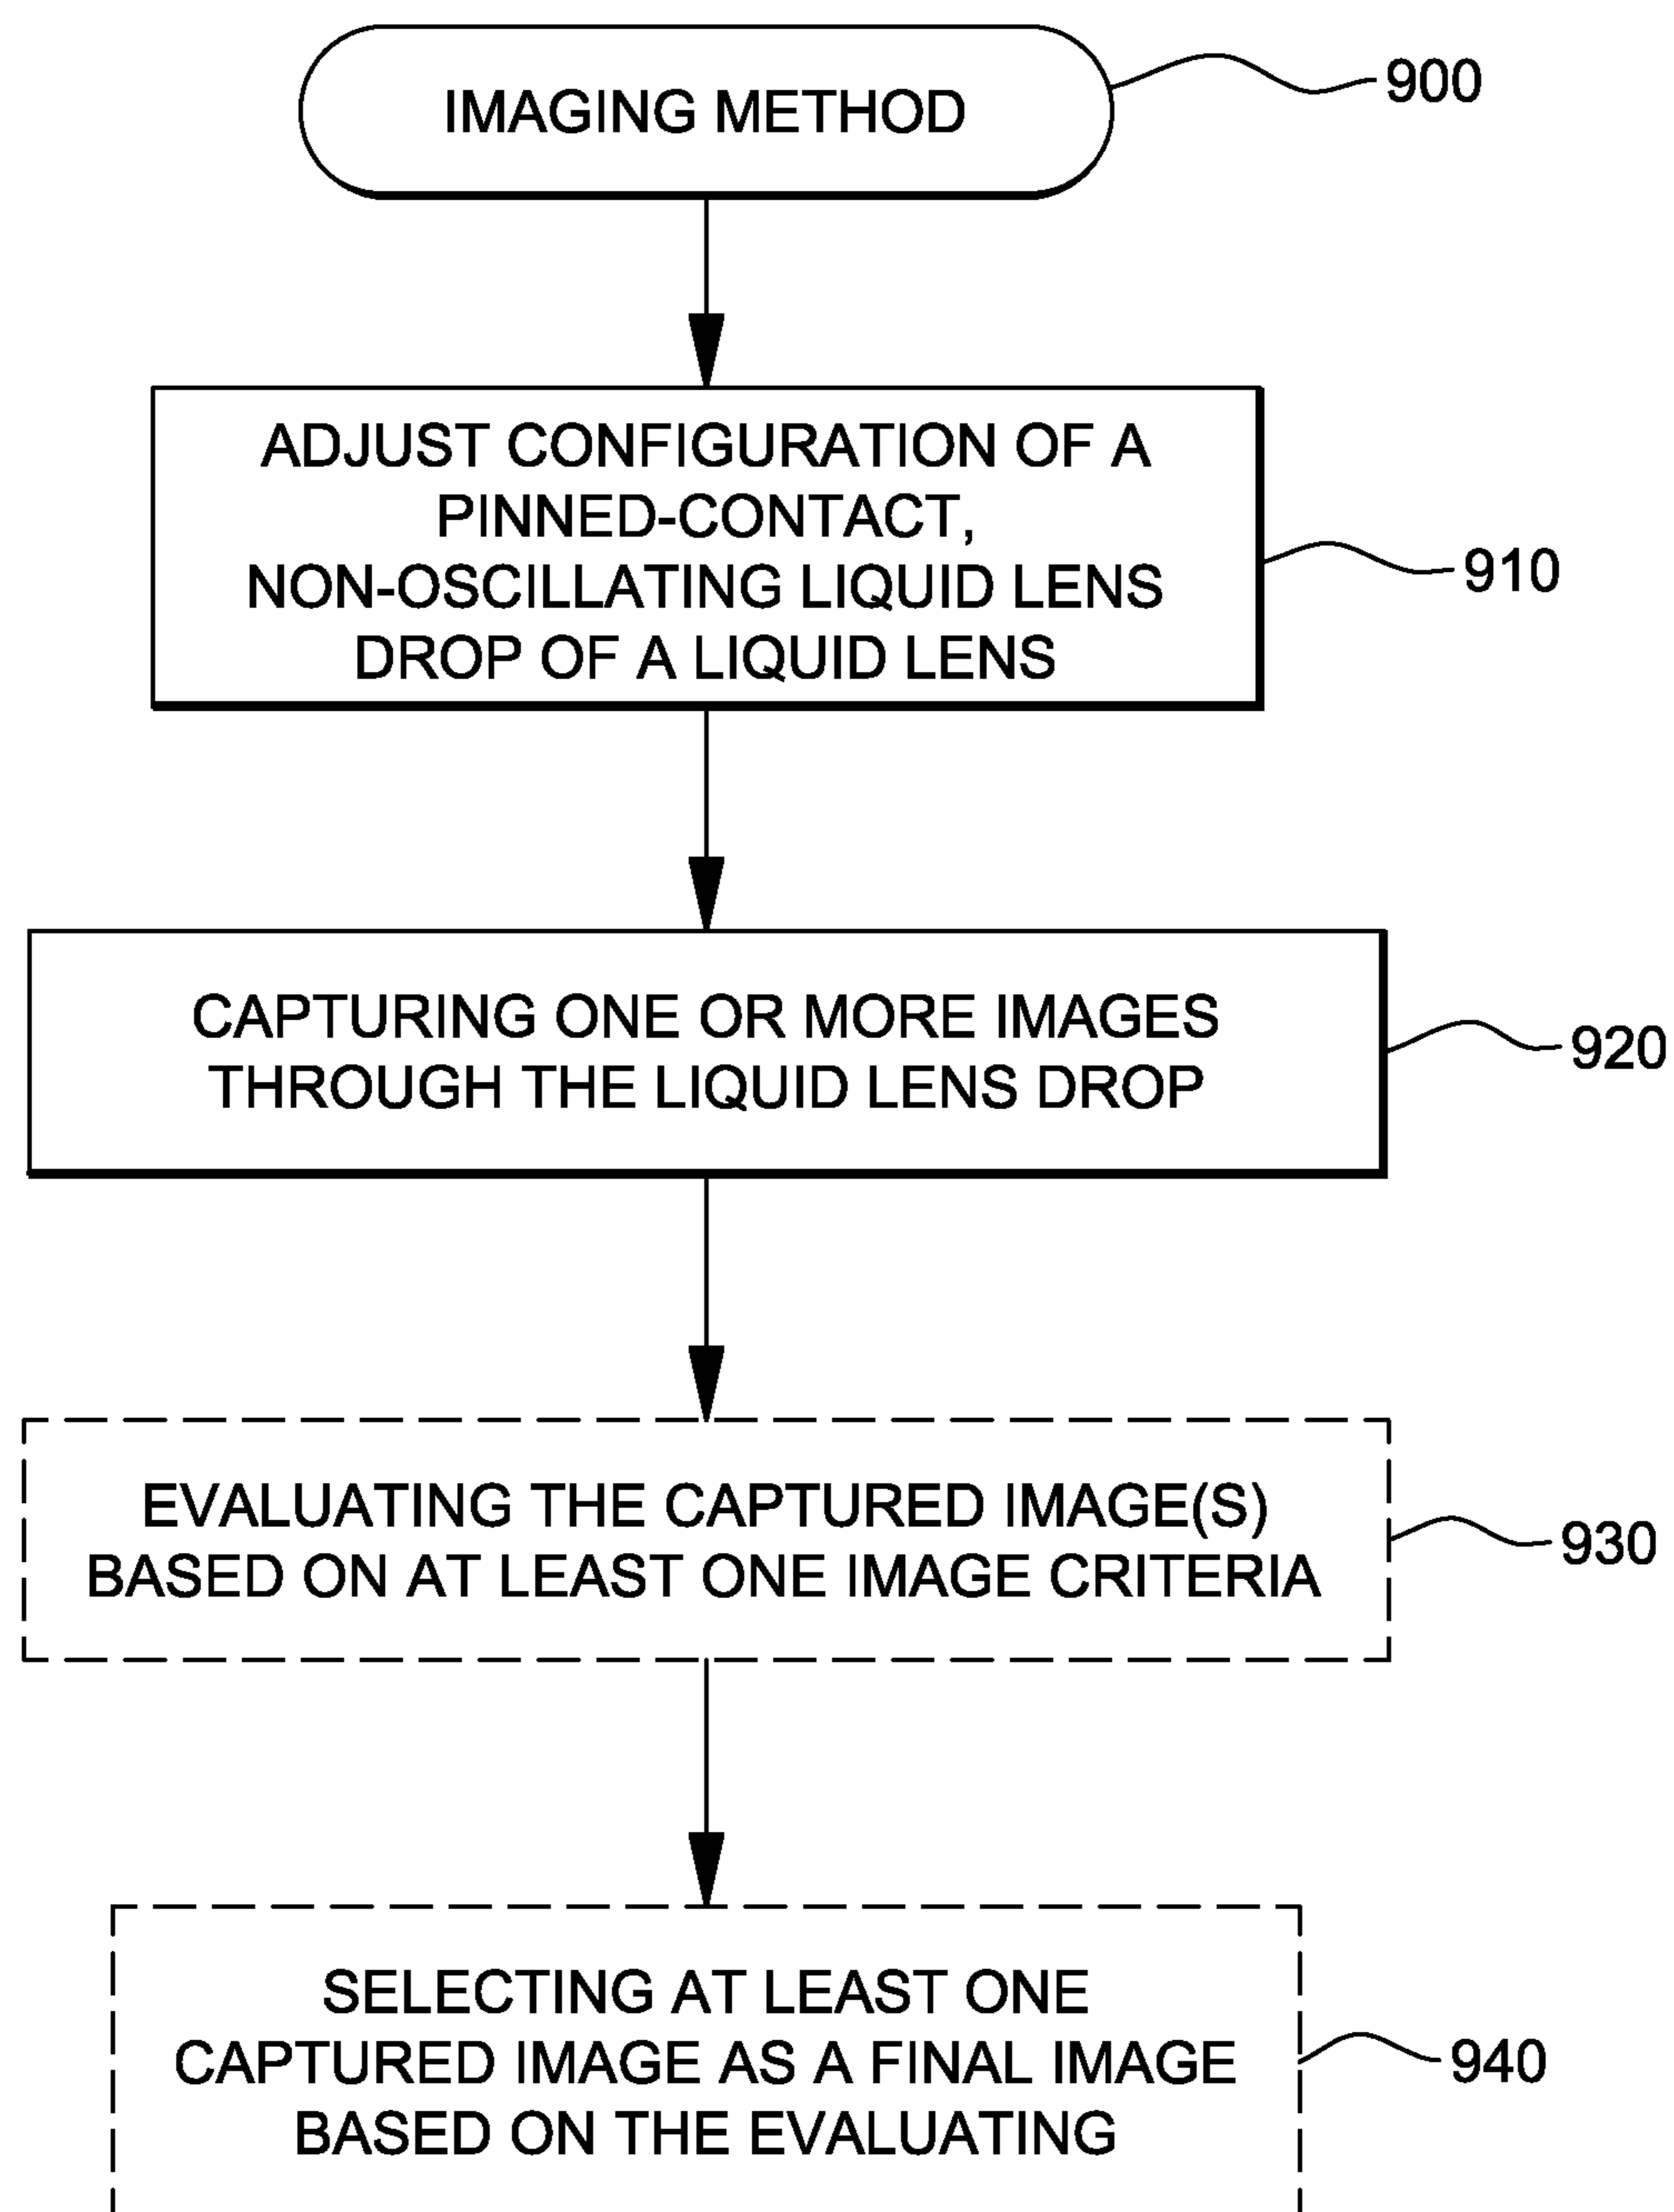 IMAGING METHOD
900
ADJUST CONFIGURATION OF A
PINNED-CONTACT,
NON-OSCILLATING LIQUID LENS
DROP OF A LIQUID LENS
910
CAPTURING ONE OR MORE IMAGES
THROUGH THE LIQUID LENS DROP
920
EVALUATING THE CAPTURED IMAGE(S)
BASED ON AT LEAST ONE IMAGE CRITERIA
930
SELECTING AT LEAST ONE
CAPTURED IMAGE AS A FINAL IMAGE
BASED ON THE EVALUATING
940